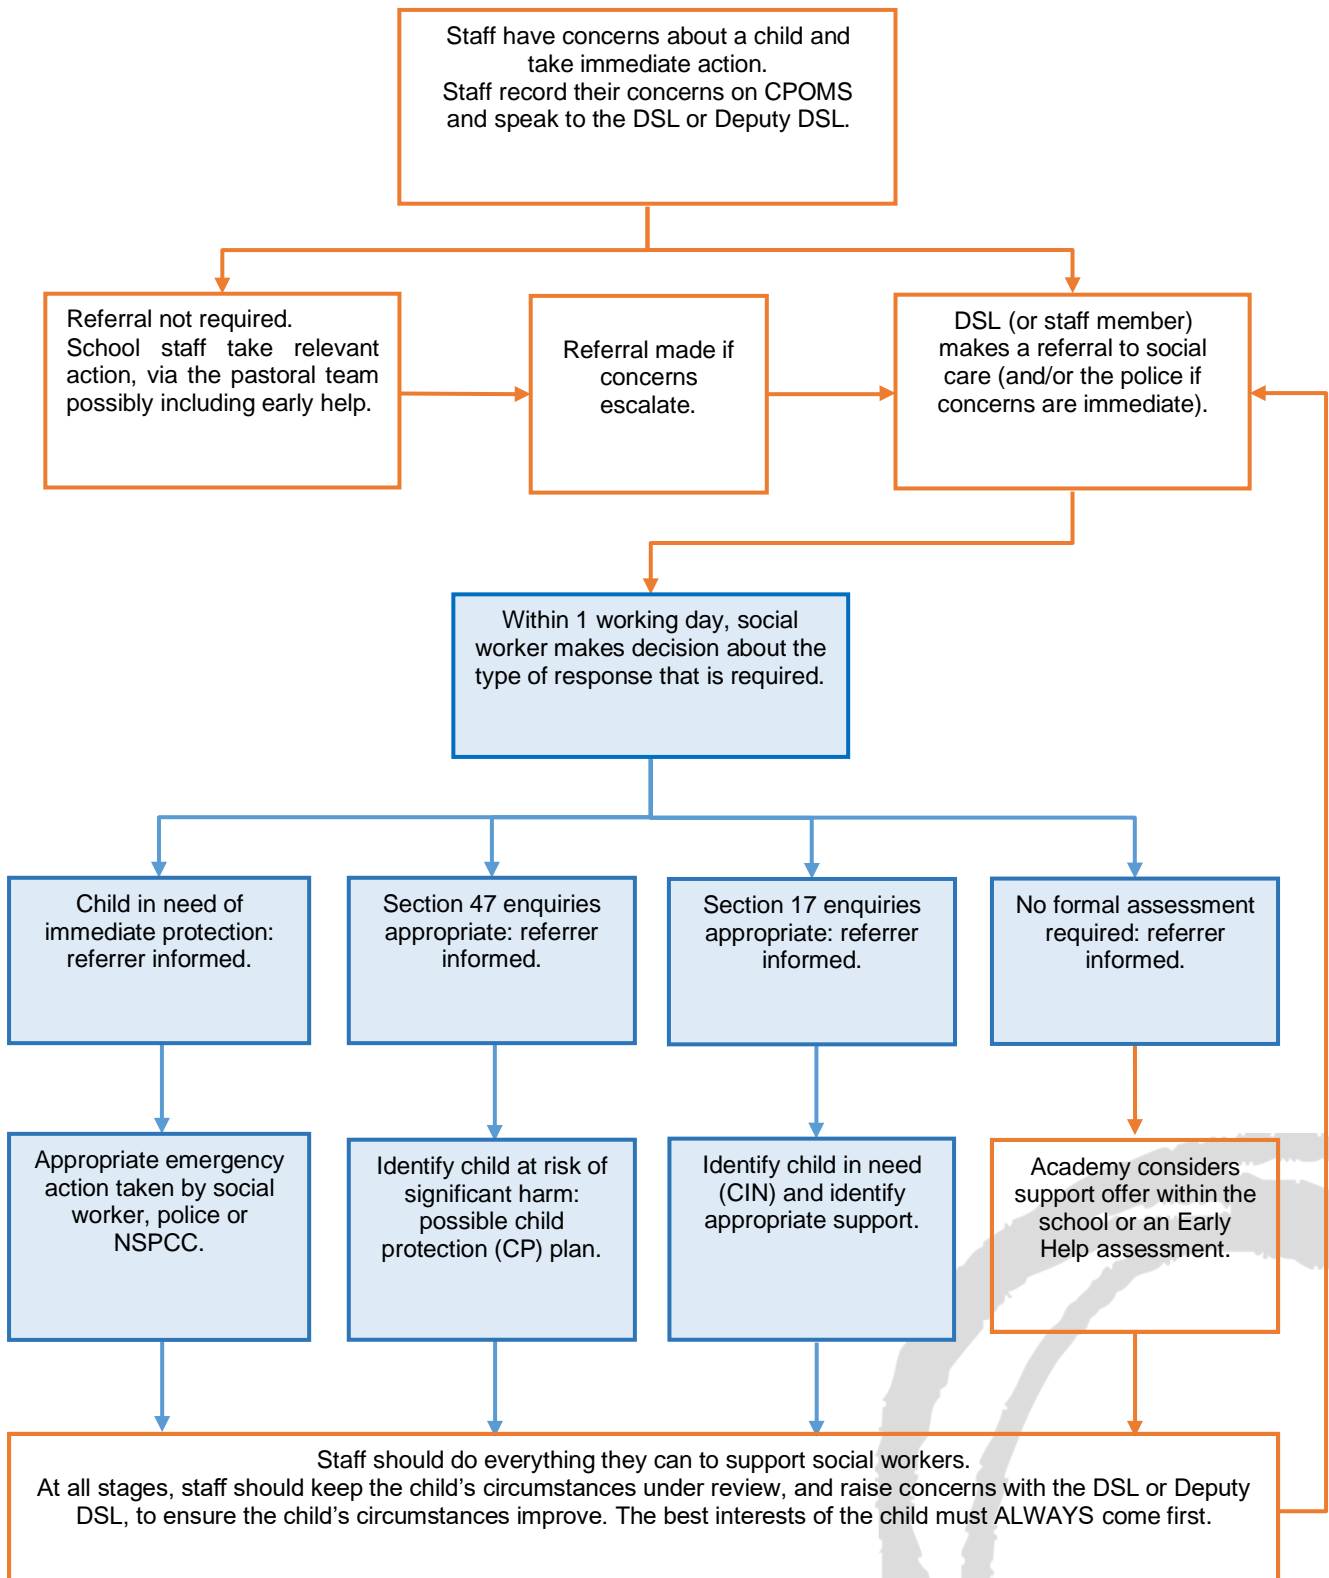 Staff have concerns about a child and
take immediate action.
Staff record their concerns on CPOMS
and speak to the DSL or Deputy DSL.
Referral not required.
School staff take relevant
action, via the pastoral team
possibly including early help.
Referral made if
concerns
escalate.
DSL (or staff member)
makes a referral to social
care (and/or the police if
concerns are immediate).
Within 1 working day, social
worker makes decision about the
type of response that is required.
Child in need of
immediate protection:
referrer informed.
Section 47 enquiries
appropriate: referrer
informed.
Section 17 enquiries
appropriate: referrer
informed.
No formal assessment
required: referrer
informed.
Appropriate emergency
action taken by social
worker, police or
NSPCC.
Identify child at risk of
significant harm:
possible child
protection (CP) plan.
Identify child in need
(CIN) and identify
appropriate support.
Academy considers
support offer within the
school or an Early
Help assessment.
Staff should do everything they can to support social workers.
At all stages, staff should keep the child’s circumstances under review, and raise concerns with the DSL or Deputy
DSL, to ensure the child’s circumstances improve. The best interests of the child must ALWAYS come first.